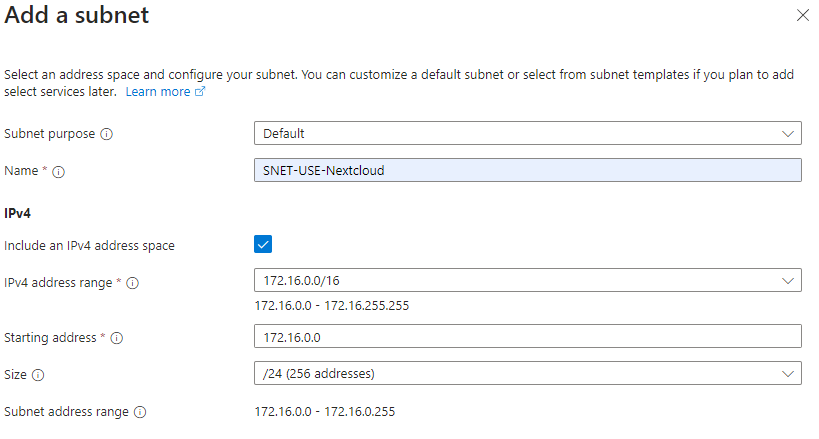 Add a subnet
Select an address space and configure your subnet. You can customize a default subnet or select from subnet templates if you plan to add
select services later. Learn more
Subnet purpose
Default
Name *
SNET-USE-Nextcloud
IPv4
Include an IPv4 address space
IPv4 address range *
172.16.0.0/16
172.16.0.0 - 172.16.255.255
Starting address *
172.16.0.0
Size
/24 (256 addresses)
Subnet address range
172.16.0.0 - 172.16.0.255